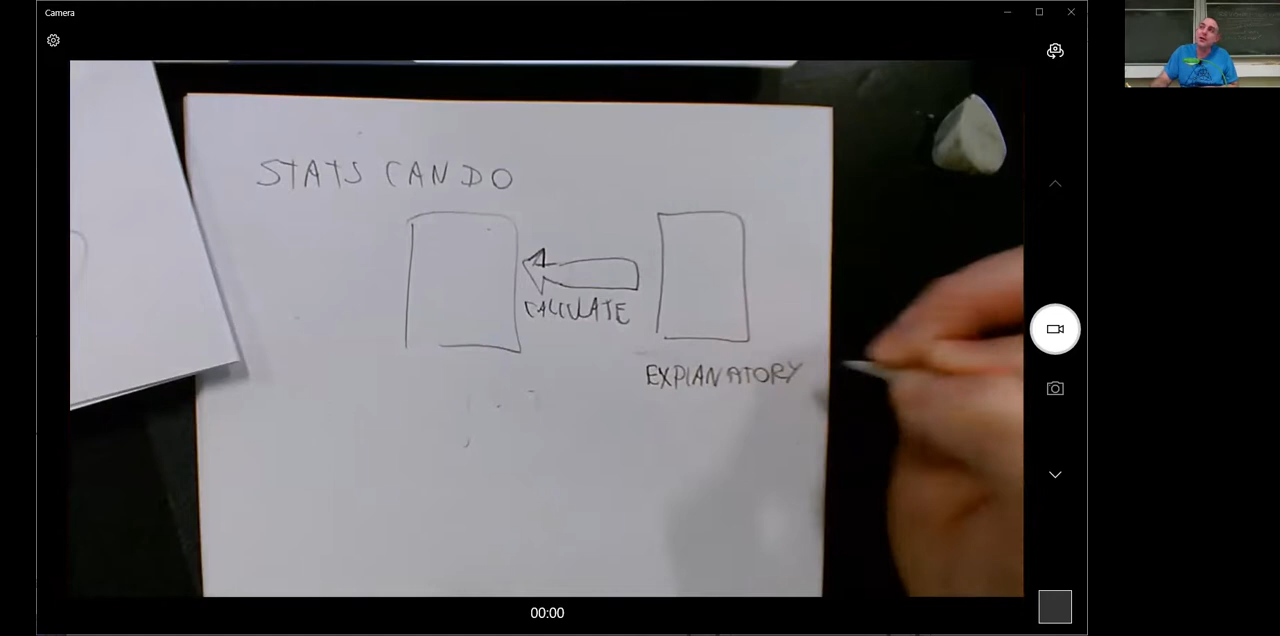 Camera
STATS CAN DO
CALCULATE
EXPLANATORY
00:00